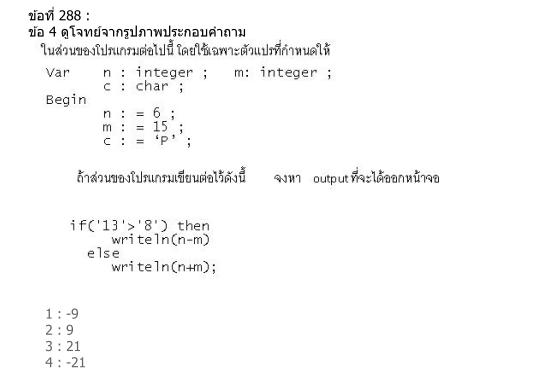 ข้อที่ 288 :
ข้อ 4 ดูโจทย์จากรูปภาพประกอบคำถาม
ในส่วนของโปรแกรมต่อไปนี้ โดยใช้เฉพาะตัวแปรที่กำหนดให้
Var n : integer ; m: integer ;
c : char ;
Begin
n : = 6 ;
m : = 15 ;
c : = ‘P’ ;
ถ้าส่วนของโปรแกรมเขียนต่อไว้ดังนี้ จงหา output ที่จะได้ออกหน้าจอ
if('13'>'8') then
writeln(n-m)
else
writeln(n+m);
1 : -9
2 : 9
3 : 21
4 : -21